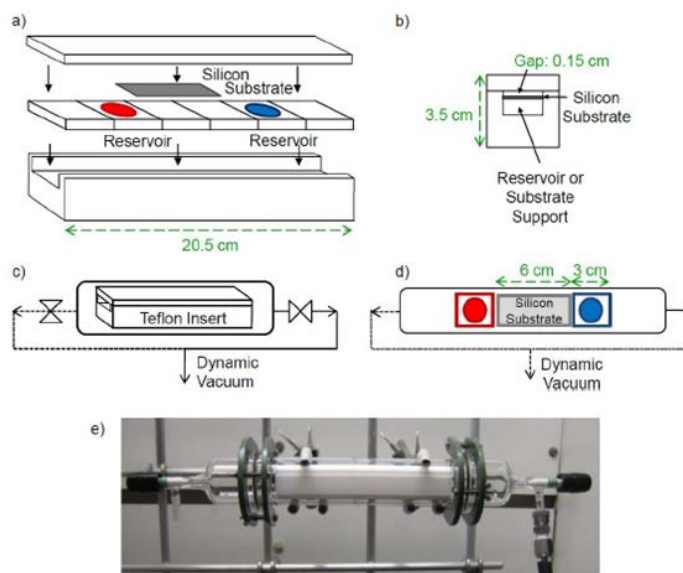 a)
Silicon
Substrate
Reservoir
Reservoir
20.5 cm
b)
Gap: 0.15 cm
3.5 cm
Silicon
Substrate
Reservoir or
Substrate
Support
c)
Teflon Insert
Dynamic
Vacuum
d)
6 cm
3 cm
Silicon
Substrate
Dynamic
Vacuum
e)